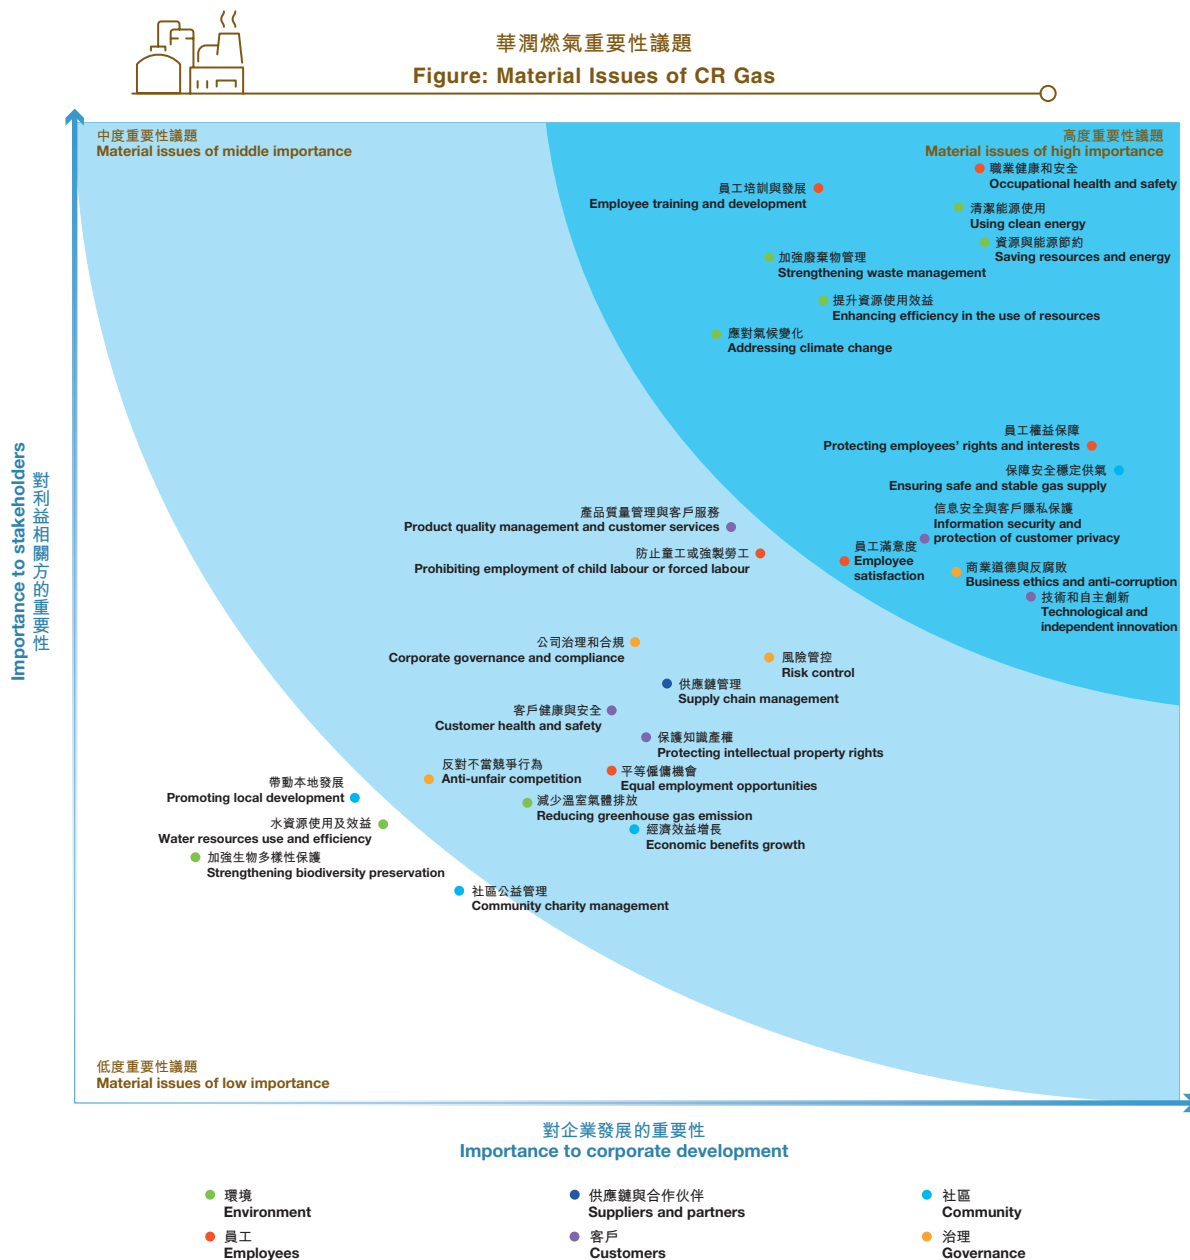 華潤燃氣重要性議題
Figure: Material Issues of CR Gas
中度重要性議題
Material issues of middle importance
高度重要性議題
Material issues of high importance
職業健康和安全
Occupational health and safety
員工培訓與發展
Employee training and development
清潔能源使用
Using clean energy
資源與能源節約
Saving resources and energy
加強廢棄物管理
Strengthening waste management
提升資源使用效益
Enhancing efficiency in the use of resources
應對氣候變化
Addressing climate change
員工權益保障
Protecting employees' rights and interests
保障安全穩定供氣
Ensuring safe and stable gas supply
產品質量管理與客戶服務
Product quality management and customer services
信息安全與客戶隱私保護
Information security and
protection of customer privacy
防止童工或強製勞工
Prohibiting employment of child labour or forced labour
員工滿意度
Employee
satisfaction
商業道德與反腐敗
Business ethics and anti-corruption
技術和自主創新
Technological and
independent innovation
公司治理和合規
Corporate governance and compliance
風險管控
Risk control
供應鏈管理
Supply chain management
客戶健康與安全
Customer health and safety
保護知識產權
Protecting intellectual property rights
反對不當競爭行為
Anti-unfair competition
平等僱傭機會
Equal employment opportunities
帶動本地發展
Promoting local development
減少溫室氣體排放
Reducing greenhouse gas emission
水資源使用及效益
Water resources use and efficiency
經濟效益增長
Economic benefits growth
加強生物多樣性保護
Strengthening biodiversity preservation
社區公益管理
Community charity management
低度重要性議題
Material issues of low importance
對利益相關方的重要性
Importance to stakeholders
對企業發展的重要性
Importance to corporate development
環境
Environment
供應鏈與合作伙伴
Suppliers and partners
社區
Community
員工
Employees
客戶
Customers
治理
Governance